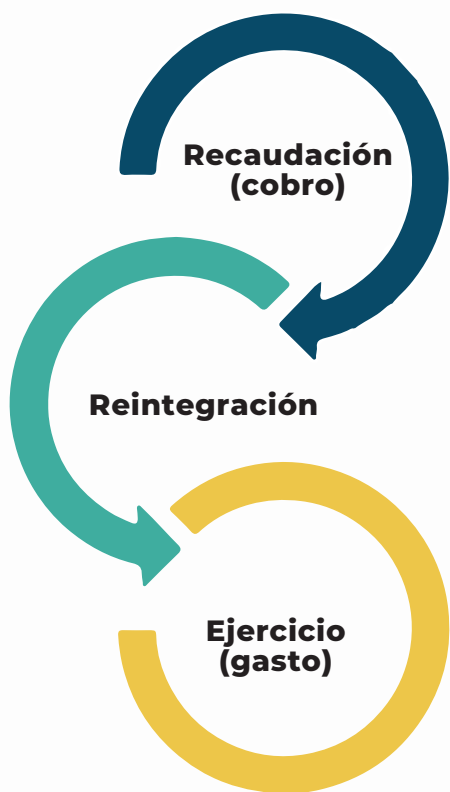 Recaudación
(cobro)
Reintegración
Ejercicio
(gasto)